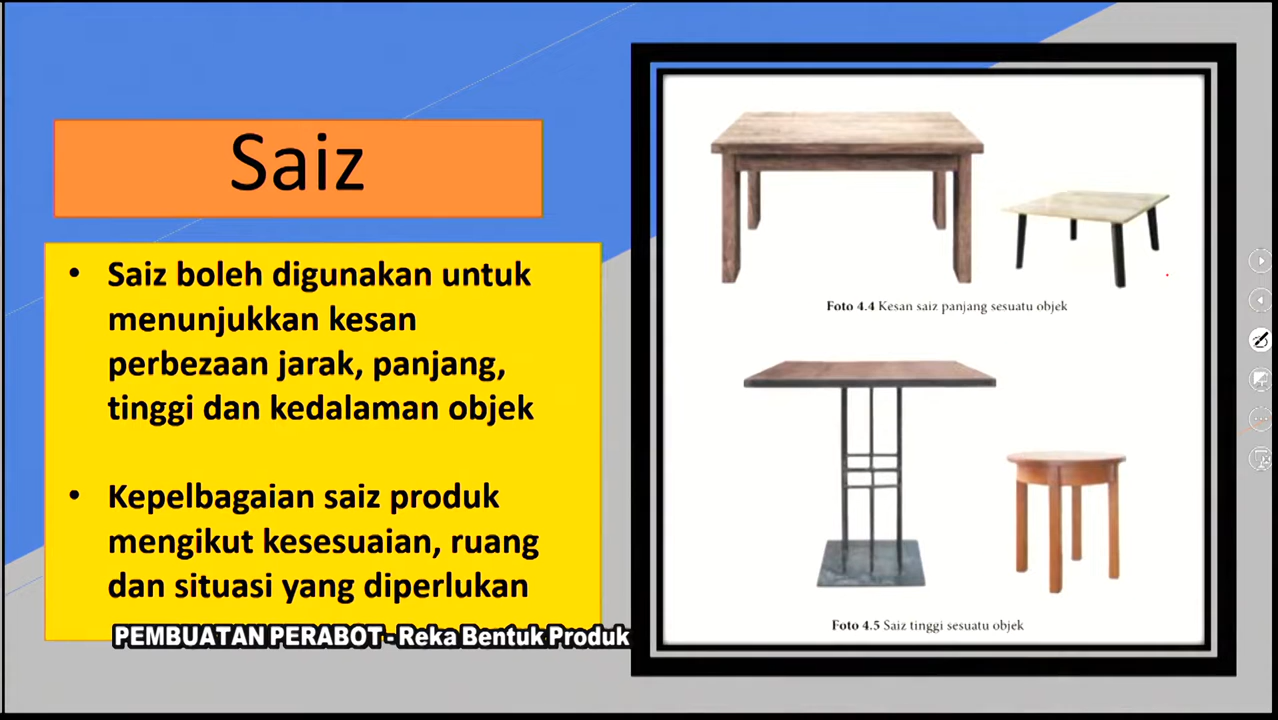 Saiz
• Saiz boleh digunakan untuk
menunjukkan kesan
perbezaan jarak, panjang,
tinggi dan kedalaman objek
• Kepelbagaian saiz produk
mengikut kesesuaian, ruang
dan situasi yang diperlukan
PEMBUATAN PERABOT - Reka Bentuk Produk
Foto 4.4 Kesan saiz panjang sesuatu objek
Foto 4.5 Saiz tinggi sesuatu objek